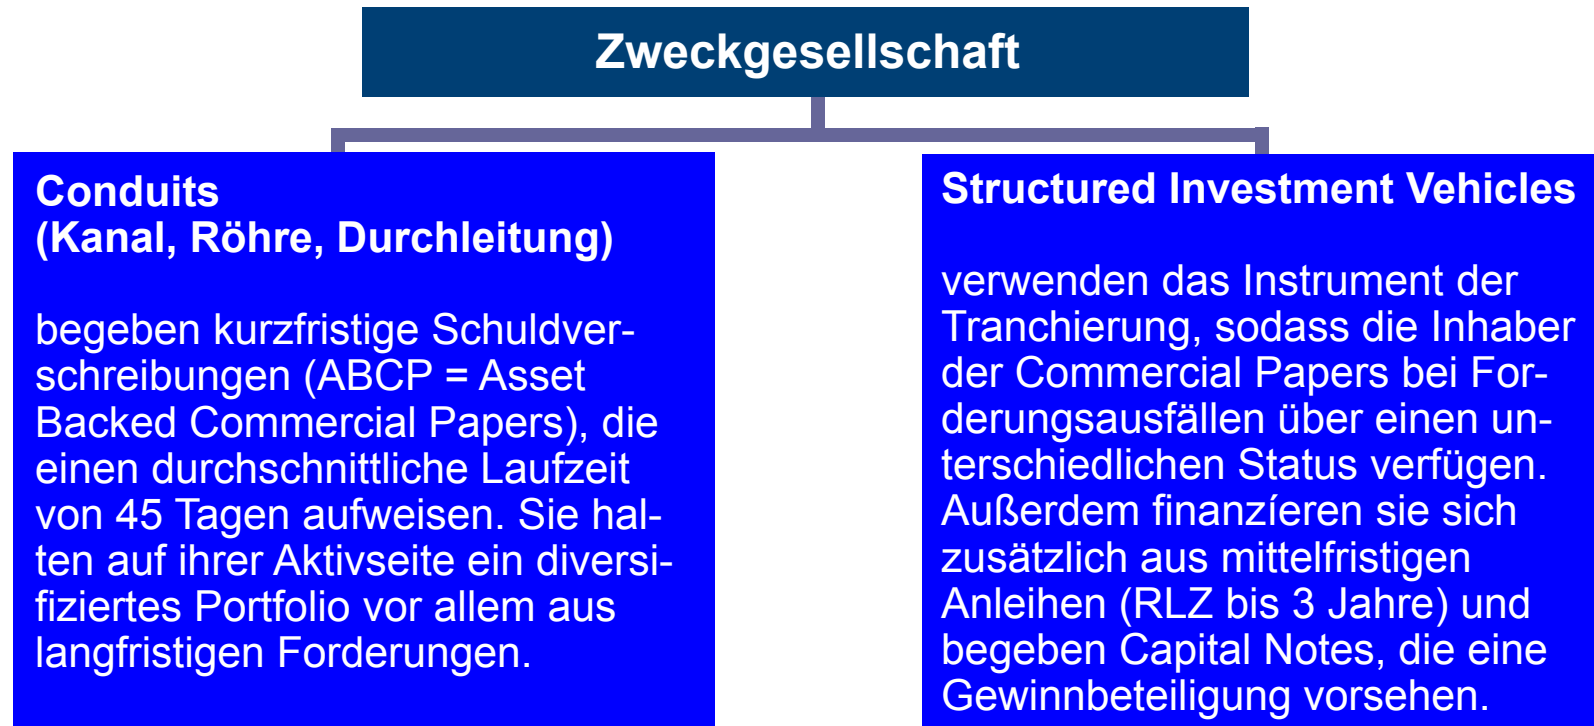 Zweckgesellschaft
Conduits
(Kanal, Röhre, Durchleitung)
begeben kurzfristige Schuldver-
schreibungen (ABCP = Asset
Backed Commercial Papers), die
einen durchschnittliche Laufzeit
von 45 Tagen aufweisen. Sie hal-
ten auf ihrer Aktivseite ein diversi-
fiziertes Portfolio vor allem aus
langfristigen Forderungen.
Structured Investment Vehicles
verwenden das Instrument der
Tranchierung, sodass die Inhaber
der Commercial Papers bei For-
derungsausfällen über einen un-
terschiedlichen Status verfügen.
Außerdem finanzíeren sie sich
zusätzlich aus mittelfristigen
Anleihen (RLZ bis 3 Jahre) und
begeben Capital Notes, die eine
Gewinnbeteiligung vorsehen.